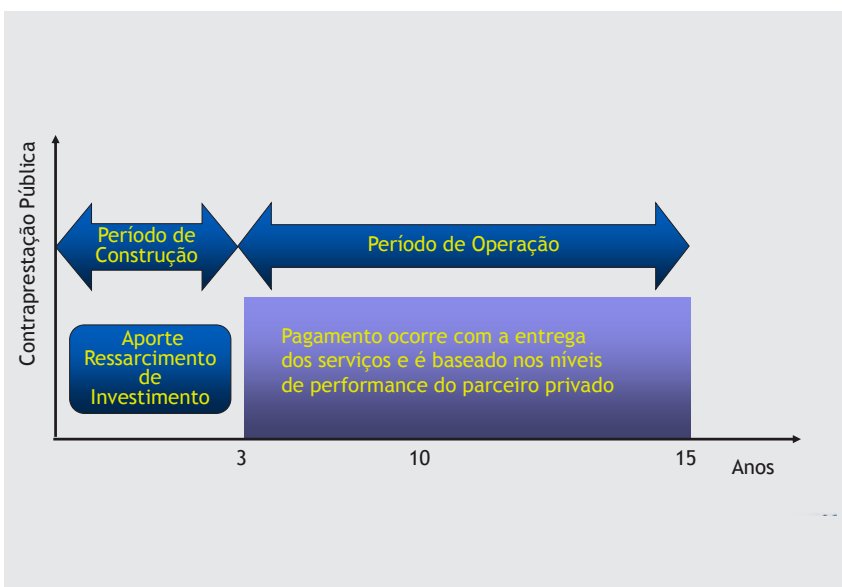 Contraprestação Pública
Período de
Construção
Período de Operação
Aporte
Ressarcimento
de
Investimento
Pagamento ocorre com a entrega
dos serviços e é baseado nos níveis
de performance do parceiro privado
3
10
15
Anos